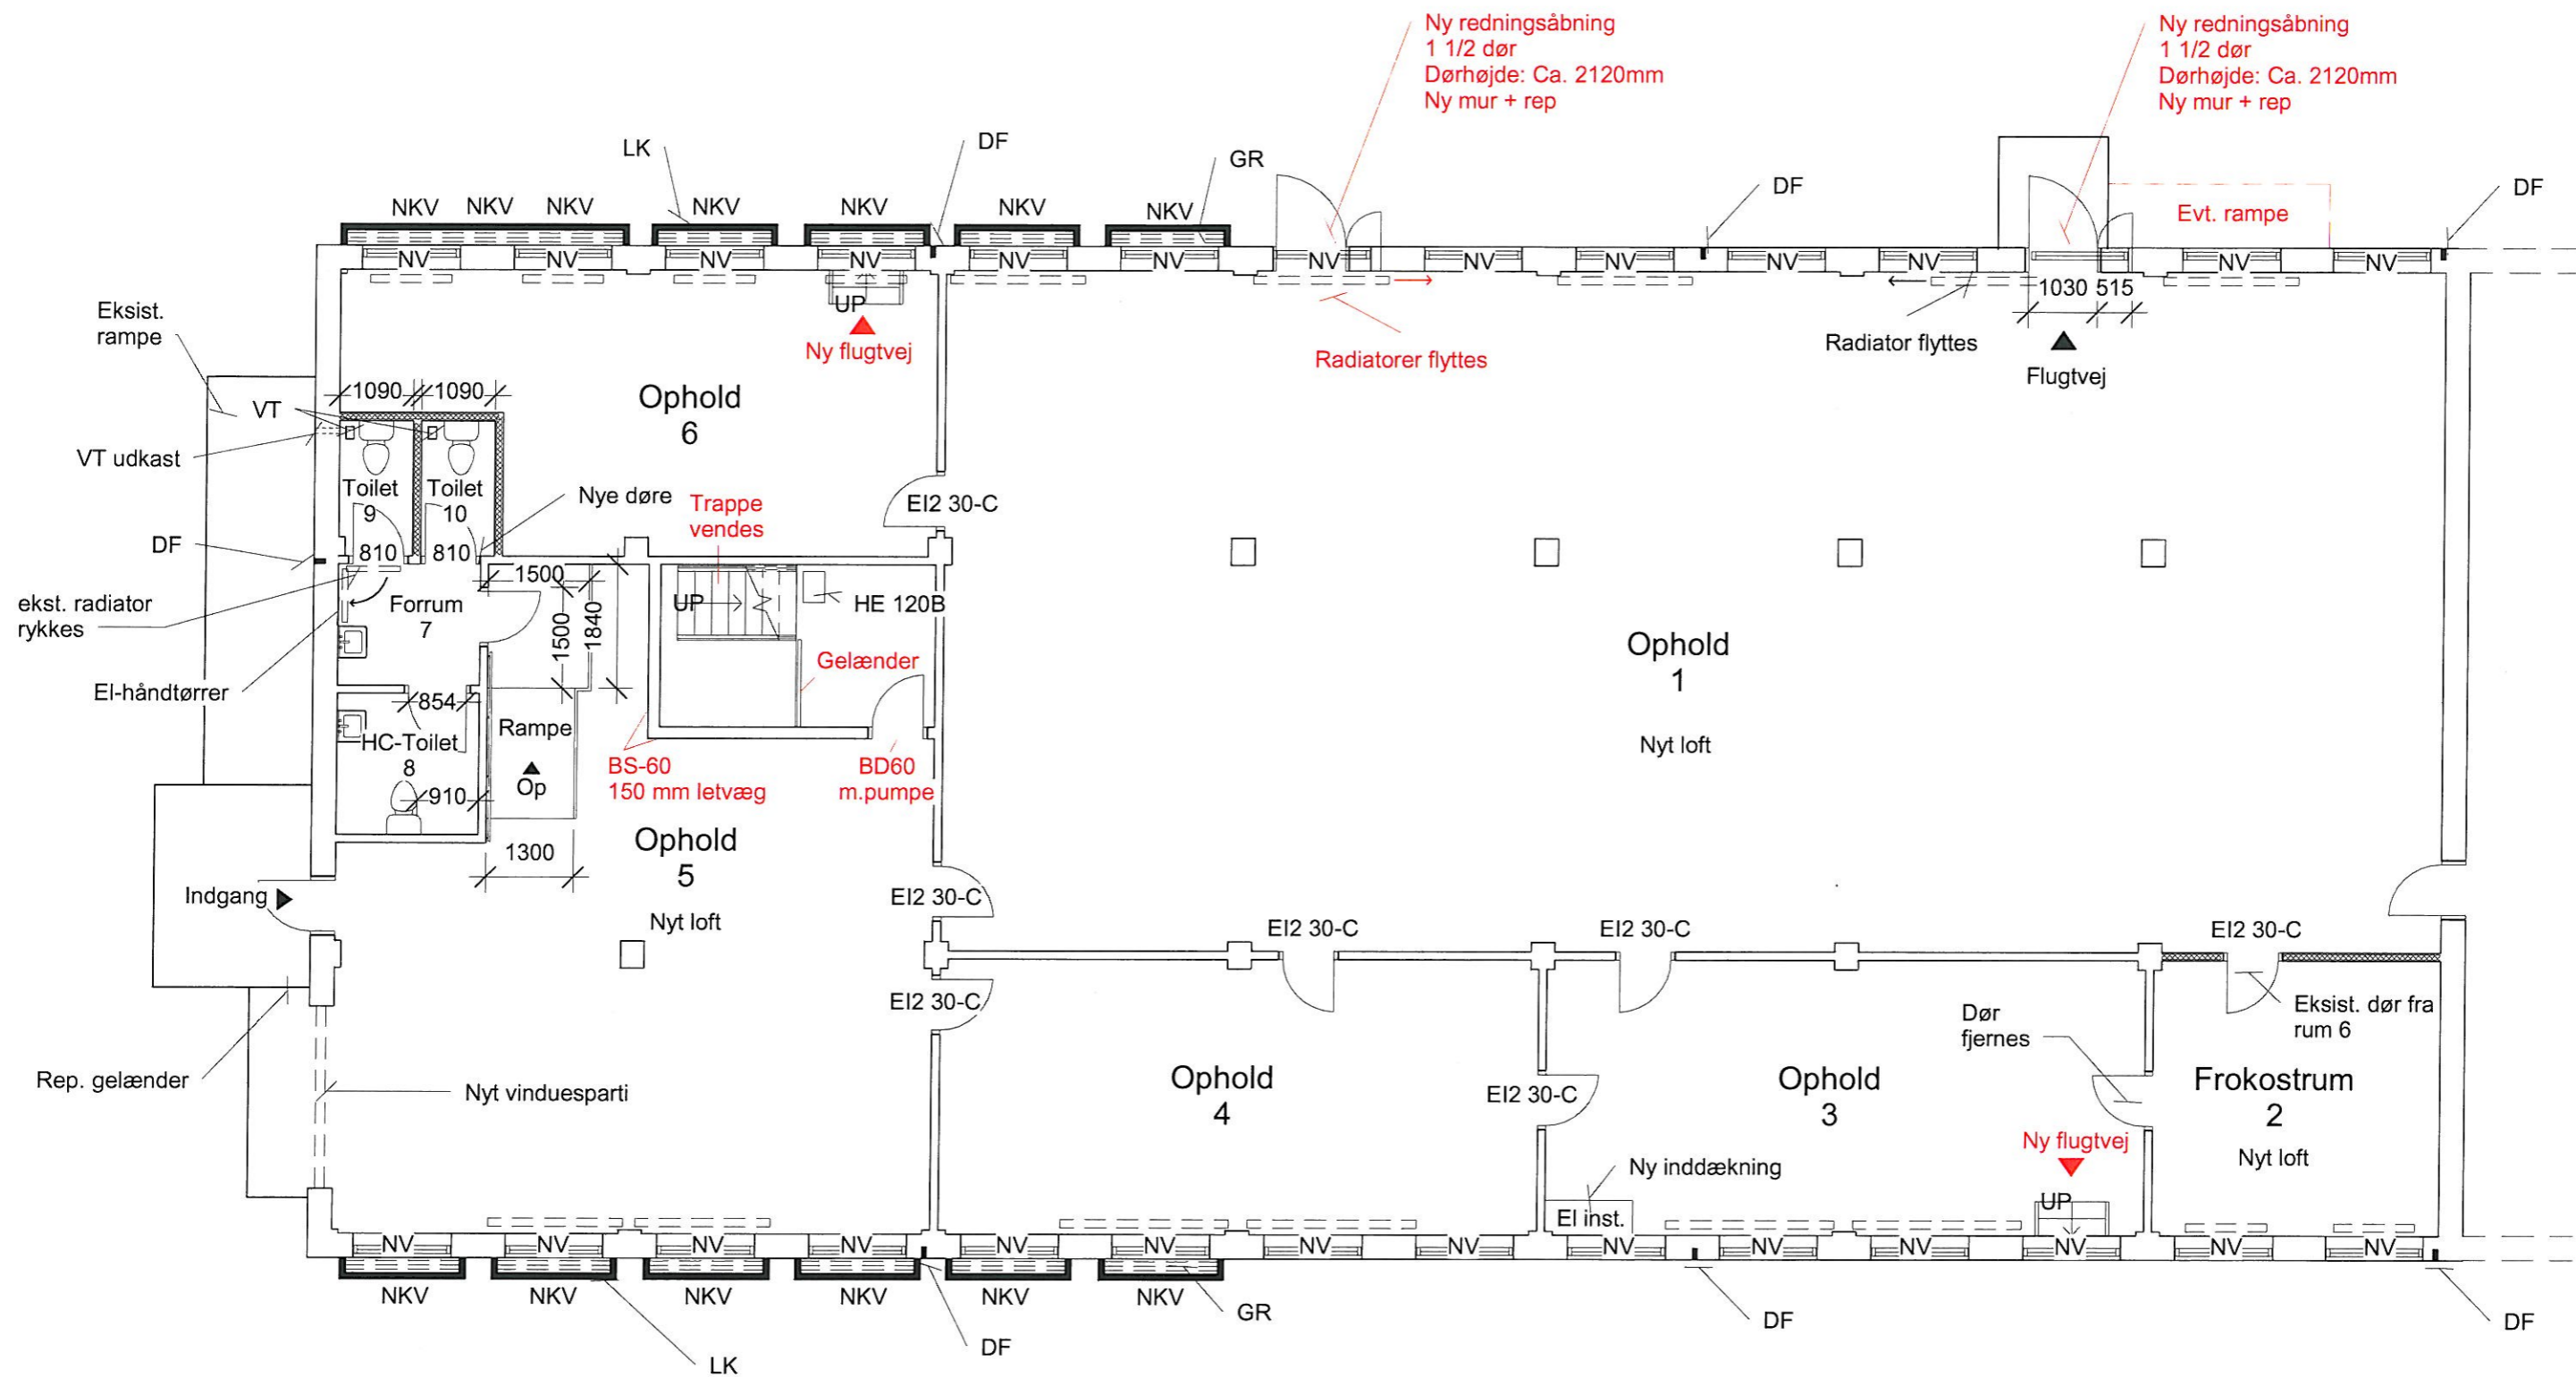 Ny redningsåbning
1 1/2 dør
Dørhøjde: Ca. 2120mm
Ny mur + rep
Ny redningsåbning
1 1/2 dør
Dørhøjde: Ca. 2120mm
Ny mur + rep
LK
DF
GR
DF
DF
NKV
NKV
NKV
NKV
NKV
NKV
NKV
Evt. rampe
NV
NV
NV
NV
NV
NV
NV
NV
NV
NV
NV
NV
NV
UP
Ny flugtvej
1030
515
Eksist.
rampe
Radiatorer flyttes
Radiator flyttes
Flugtvej
1090
1090
VT
Ophold
6
VT udkast
Toilet
9
Toilet
10
Nye døre
Trappe
vendes
EI2 30-C
DF
810
810
1500
1500
1840
ekst. radiator
rykkes
Forrum
7
UP
HE 120B
Ophold
1
Nyt loft
El-håndtørrer
854
Gelænder
HC-Toilet
8
Rampe
Op
910
BS-60
150 mm letvæg
BD60
m.pumpe
Ophold
5
Nyt loft
1300
Indgang
EI2 30-C
EI2 30-C
EI2 30-C
EI2 30-C
EI2 30-C
Eksist. dør fra
rum 6
Dør
fjernes
Rep. gelænder
Nyt vinduesparti
Ophold
4
EI2 30-C
Ophold
3
Frokostrum
2
Nyt loft
Ny flugtvej
UP
Ny inddækning
El inst.
NV
NV
NV
NV
NV
NV
NV
NV
NV
NV
NV
NV
NV
NV
NKV
NKV
NKV
NKV
NKV
NKV
GR
DF
DF
DF
LK